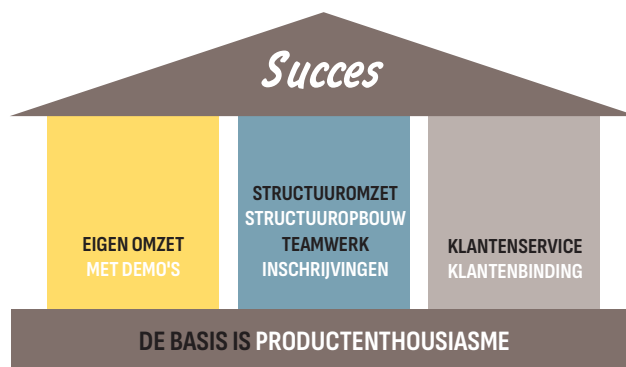 Succes
EIGEN OMZET
MET DEMO'S
STRUCTUUROMZET
STRUCTUUROPBOUW
TEAMWERK
INSCHRIJVINGEN
KLANTENSERVICE
KLANTENBINDING
DE BASIS IS PRODUCTENTHOUSIASME